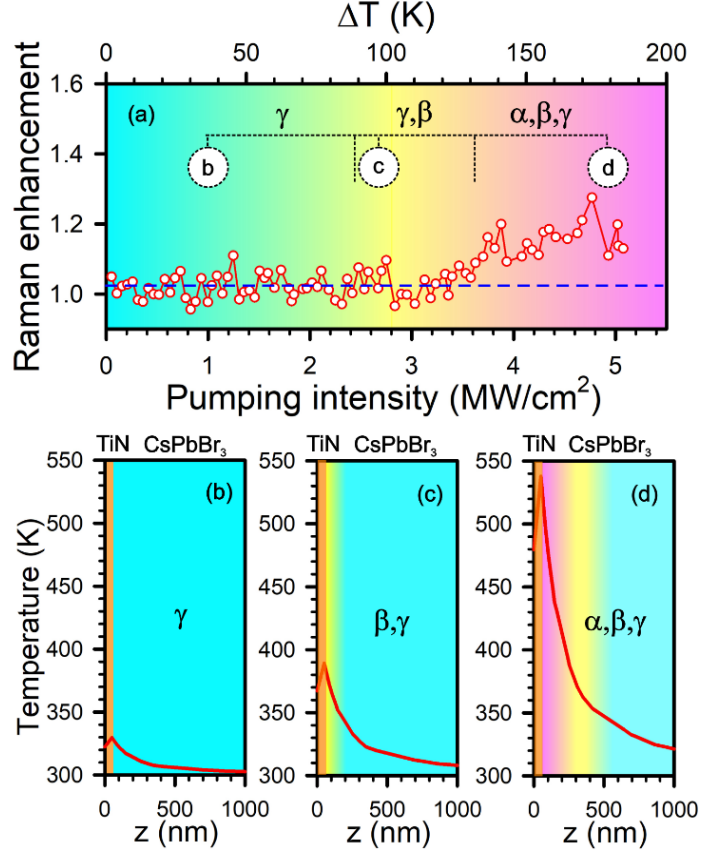 ΔT (K)
0 50 100 150 200
Raman enhancement
1.6
1.4
1.2
1.0
(a)
γ γ,β α,β,γ
b c d
0 1 2 3 4 5
Pumping intensity (MW/cm²)
TiN CsPbBr₃ TiN CsPbBr₃ TiN CsPbBr₃
Temperature (K)
550 550 550
500 500 500
450 450 450
400 400 400
350 350 350
300 300 300
(b) (c) (d)
γ β,γ α,β,γ
0 500 1000 0 500 1000 0 500 1000
z (nm) z (nm) z (nm)